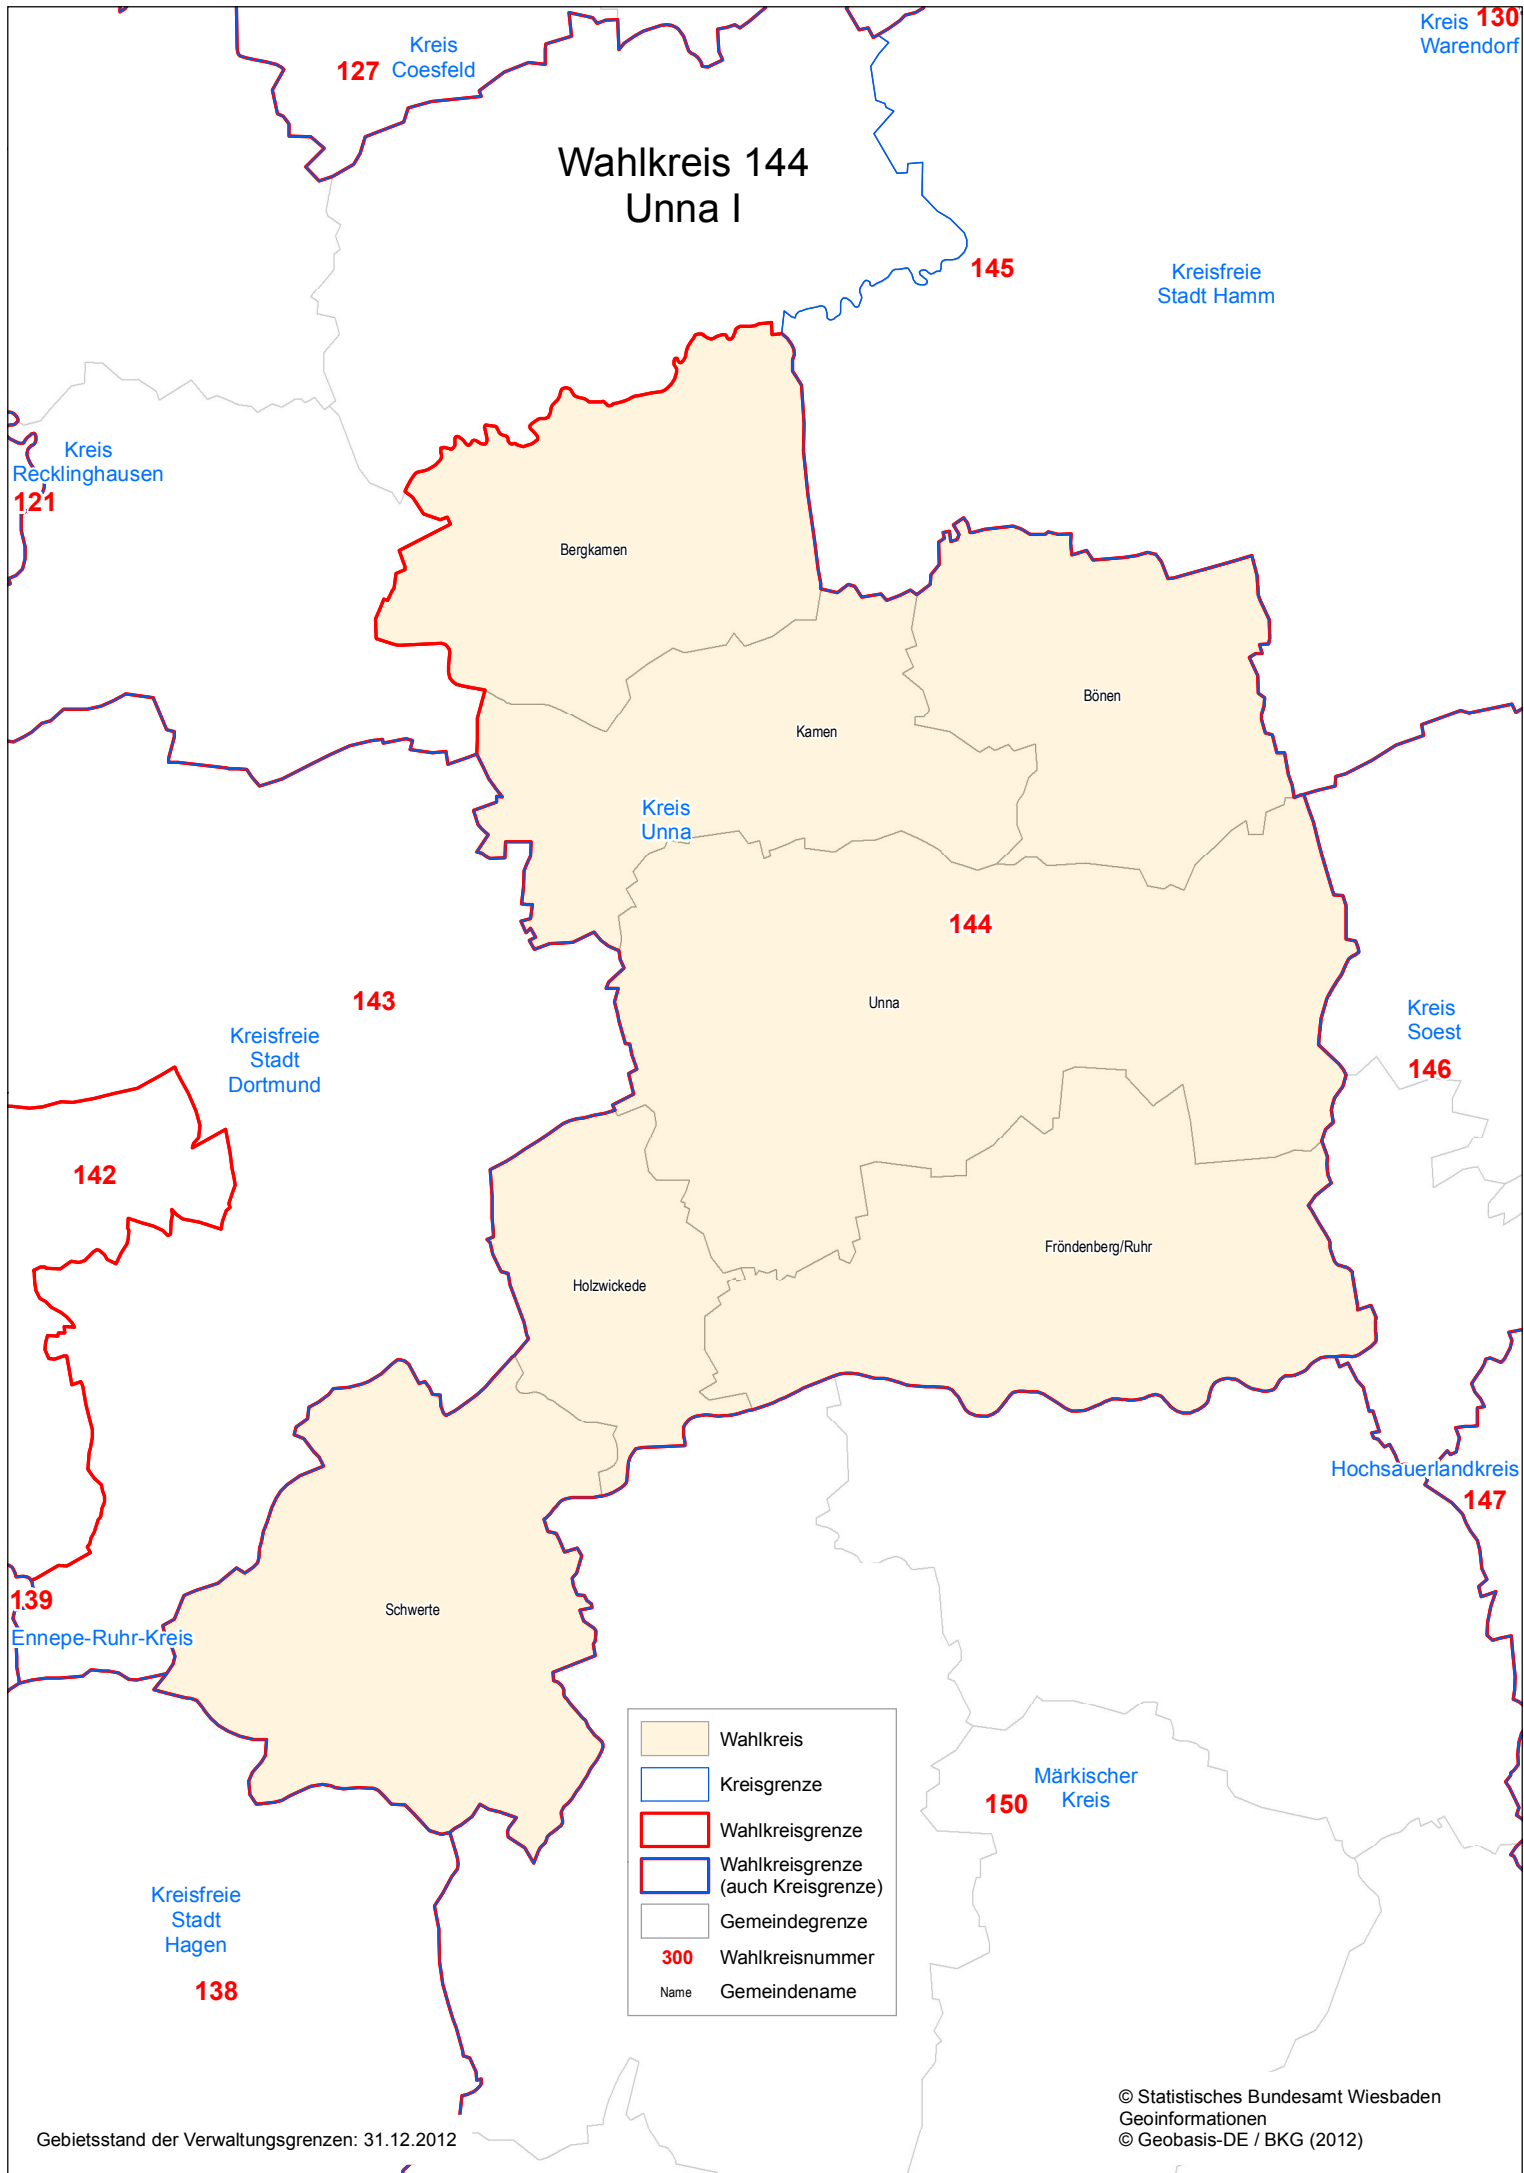 Kreis 130
Warendorf
Kreis
127 Coesfeld
Wahlkreis 144
Unna I
145
Kreisfreie
Stadt Hamm
Kreis
Recklinghausen
121
Bergkamen
Bönen
Kamen
Kreis
Unna
144
143
Unna
Kreis
Soest
146
Kreisfreie
Stadt
Dortmund
142
Fröndenberg/Ruhr
Holzwickede
Hochsauerlandkreis
147
139
Ennepe-Ruhr-Kreis
Schwerte
Wahlkreis
Kreisgrenze
Wahlkreisgrenze
Wahlkreisgrenze
(auch Kreisgrenze)
Gemeindegrenze
300 Wahlkreisnummer
Name Gemeindename
Märkischer
Kreis
150
Kreisfreie
Stadt
Hagen
138
© Statistisches Bundesamt Wiesbaden
Geoinformationen
© Geobasis-DE / BKG (2012)
Gebietsstand der Verwaltungsgrenzen: 31.12.2012